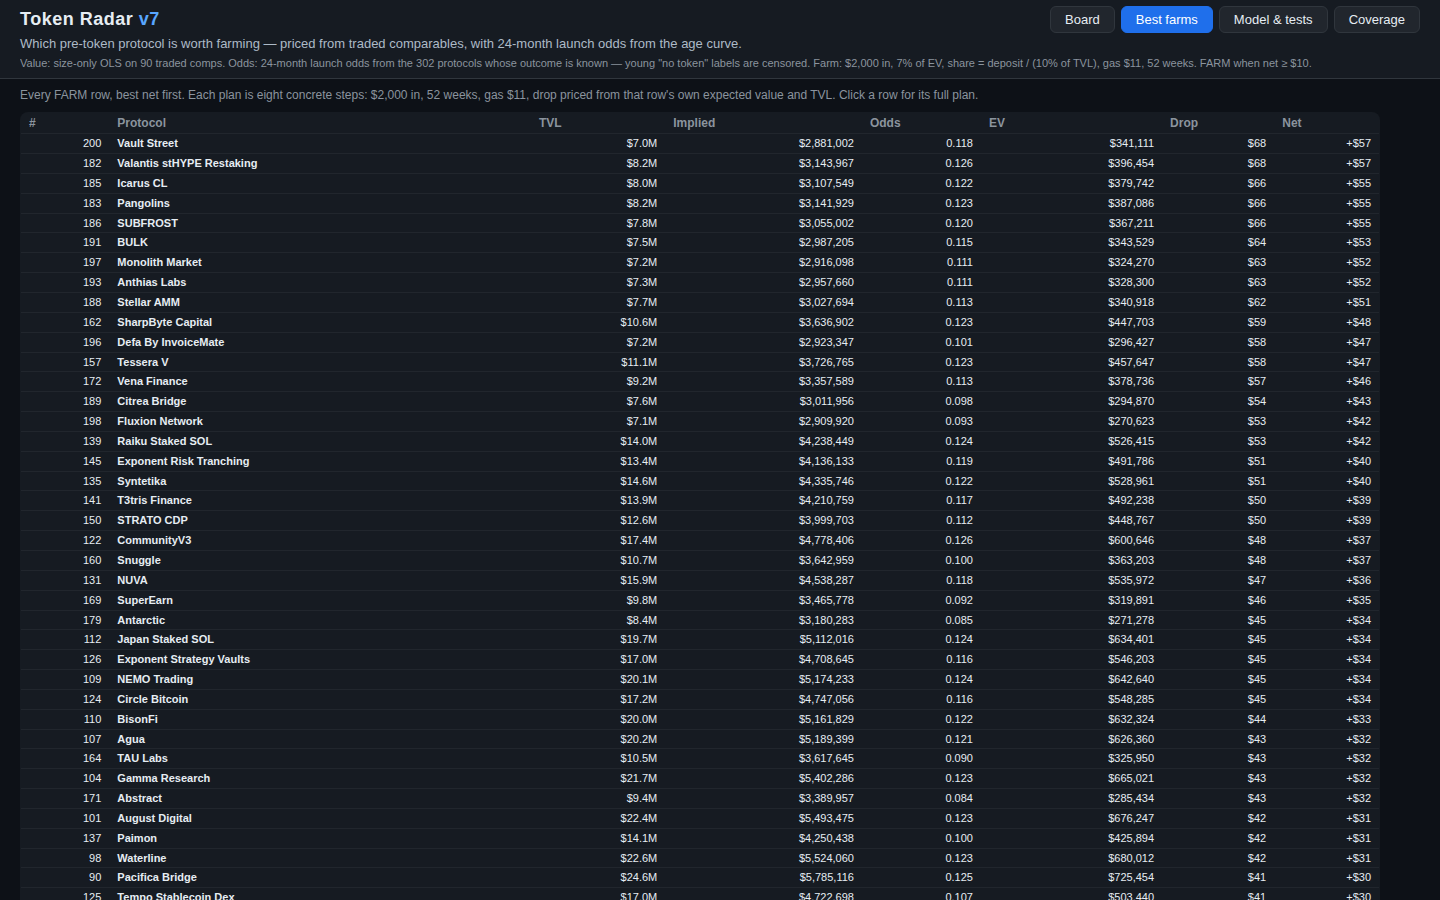 Token Radar v7
Board Best farms Model & tests Coverage
Which pre-token protocol is worth farming — priced from traded comparables, with 24-month launch odds from the age curve.
Value: size-only OLS on 90 traded comps. Odds: 24-month launch odds from the 302 protocols whose outcome is known — young "no token" labels are censored. Farm: $2,000 in, 7% of EV, share = deposit / (10% of TVL), gas $11, 52 weeks. FARM when net ≥ $10.
Every FARM row, best net first. Each plan is eight concrete steps: $2,000 in, 52 weeks, gas $11, drop priced from that row's own expected value and TVL. Click a row for its full plan.
# Protocol TVL Implied Odds EV Drop Net
200 Vault Street $7.0M $2,881,002 0.118 $341,111 $68 +$57
182 Valantis stHYPE Restaking $8.2M $3,143,967 0.126 $396,454 $68 +$57
185 Icarus CL $8.0M $3,107,549 0.122 $379,742 $66 +$55
183 Pangolins $8.2M $3,141,929 0.123 $387,086 $66 +$55
186 SUBFROST $7.8M $3,055,002 0.120 $367,211 $66 +$55
191 BULK $7.5M $2,987,205 0.115 $343,529 $64 +$53
197 Monolith Market $7.2M $2,916,098 0.111 $324,270 $63 +$52
193 Anthias Labs $7.3M $2,957,660 0.111 $328,300 $63 +$52
188 Stellar AMM $7.7M $3,027,694 0.113 $340,918 $62 +$51
162 SharpByte Capital $10.6M $3,636,902 0.123 $447,703 $59 +$48
196 Defa By InvoiceMate $7.2M $2,923,347 0.101 $296,427 $58 +$47
157 Tessera V $11.1M $3,726,765 0.123 $457,647 $58 +$47
172 Vena Finance $9.2M $3,357,589 0.113 $378,736 $57 +$46
189 Citrea Bridge $7.6M $3,011,956 0.098 $294,870 $54 +$43
198 Fluxion Network $7.1M $2,909,920 0.093 $270,623 $53 +$42
139 Raiku Staked SOL $14.0M $4,238,449 0.124 $526,415 $53 +$42
145 Exponent Risk Tranching $13.4M $4,136,133 0.119 $491,786 $51 +$40
135 Syntetika $14.6M $4,335,746 0.122 $528,961 $51 +$40
141 T3tris Finance $13.9M $4,210,759 0.117 $492,238 $50 +$39
150 STRATO CDP $12.6M $3,999,703 0.112 $448,767 $50 +$39
122 CommunityV3 $17.4M $4,778,406 0.126 $600,646 $48 +$37
160 Snuggle $10.7M $3,642,959 0.100 $363,203 $48 +$37
131 NUVA $15.9M $4,538,287 0.118 $535,972 $47 +$36
169 SuperEarn $9.8M $3,465,778 0.092 $319,891 $46 +$35
179 Antarctic $8.4M $3,180,283 0.085 $271,278 $45 +$34
112 Japan Staked SOL $19.7M $5,112,016 0.124 $634,401 $45 +$34
126 Exponent Strategy Vaults $17.0M $4,708,645 0.116 $546,203 $45 +$34
109 NEMO Trading $20.1M $5,174,233 0.124 $642,640 $45 +$34
124 Circle Bitcoin $17.2M $4,747,056 0.116 $548,285 $45 +$34
110 BisonFi $20.0M $5,161,829 0.122 $632,324 $44 +$33
107 Agua $20.2M $5,189,399 0.121 $626,360 $43 +$32
164 TAU Labs $10.5M $3,617,645 0.090 $325,950 $43 +$32
104 Gamma Research $21.7M $5,402,286 0.123 $665,021 $43 +$32
171 Abstract $9.4M $3,389,957 0.084 $285,434 $43 +$32
101 August Digital $22.4M $5,493,475 0.123 $676,247 $42 +$31
137 Paimon $14.1M $4,250,438 0.100 $425,894 $42 +$31
98 Waterline $22.6M $5,524,060 0.123 $680,012 $42 +$31
90 Pacifica Bridge $24.6M $5,785,116 0.125 $725,454 $41 +$30
125 Tempo Stablecoin Dex $17.0M $4,722,698 0.107 $503,440 $41 +$30